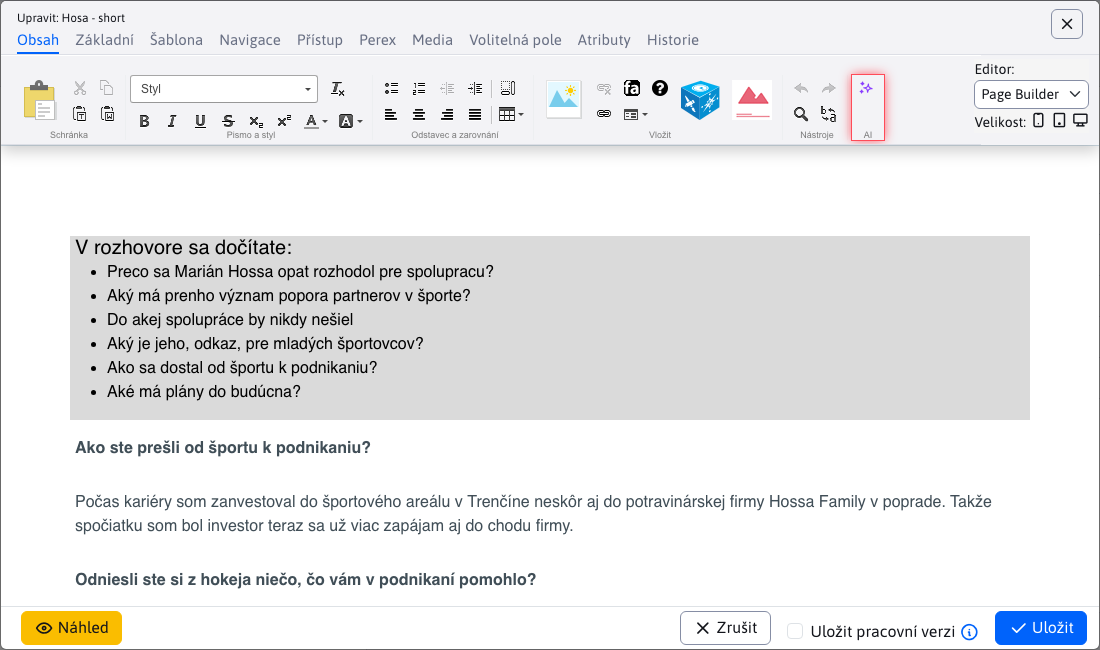 Upravit: Hosa - short
Obsah Základní Šablona Navigace Přístup Perex Media Volitelná pole Atributy Historie
Editor:
Styl
Page Builder
B I U S x₂ x² A A
Velikost:
Schránka Písmo a styl Odstavec a zarovnání Vložit Nástroje AI
V rozhovore sa dočítate:
Preco sa Marián Hossa opat rozhodol pre spolupracu?
Aký má prenho význam popora partnerov v športe?
Do akej spolupráce by nikdy nešiel
Aký je jeho, odkaz, pre mladých športovcov?
Ako sa dostal od športu k podnikaniu?
Aké má plány do budúcna?
Ako ste prešli od športu k podnikaniu?
Počas kariéry som zanvestoval do športového areálu v Trenčíne neskôr aj do potravinárskej firmy Hossa Family v poprade. Takže
spočiatku som bol investor teraz sa už viac zapájam aj do chodu firmy.
Odniesli ste si z hokeja niečo, čo vám v podnikaní pomohlo?
Náhled
Zrušit
Uložit pracovní verzi
Uložit